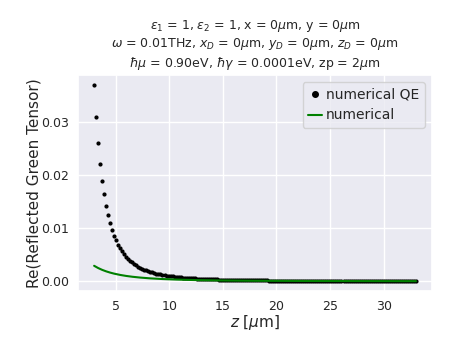 ε₁ = 1, ε₂ = 1, x = 0μm, y = 0μm
ω = 0.01THz, x_D = 0μm, y_D = 0μm, z_D = 0μm
ℏμ = 0.90eV, ℏγ = 0.0001eV, zp = 2μm
Re(Reflected Green Tensor)
numerical QE
numerical
0.03
0.02
0.01
0.00
5 10 15 20 25 30
z [μm]